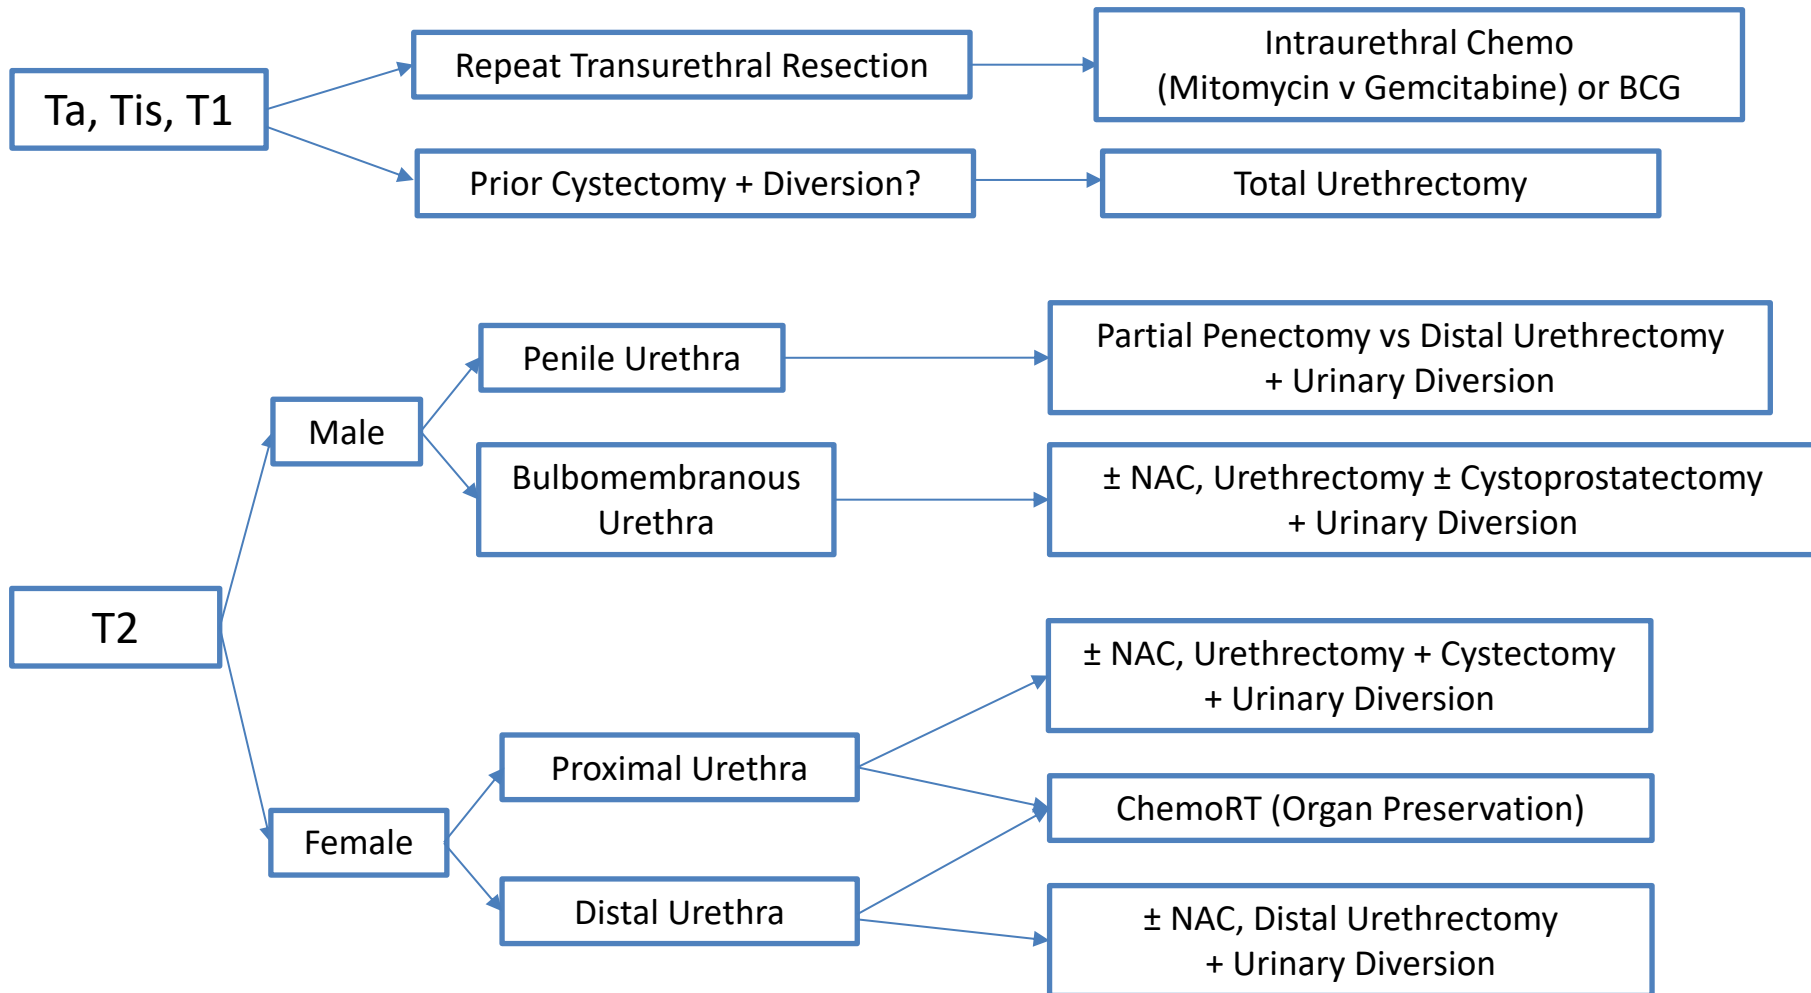 Ta, Tis, T1
Repeat Transurethral Resection
Intraurethral Chemo
(Mitomycin v Gemcitabine) or BCG
Prior Cystectomy + Diversion?
Total Urethrectomy
T2
Male
Penile Urethra
Partial Penectomy vs Distal Urethrectomy
+ Urinary Diversion
Bulbomembranous
Urethra
± NAC, Urethrectomy ± Cystoprostatectomy
+ Urinary Diversion
Female
Proximal Urethra
± NAC, Urethrectomy + Cystectomy
+ Urinary Diversion
ChemoRT (Organ Preservation)
Distal Urethra
± NAC, Distal Urethrectomy
+ Urinary Diversion